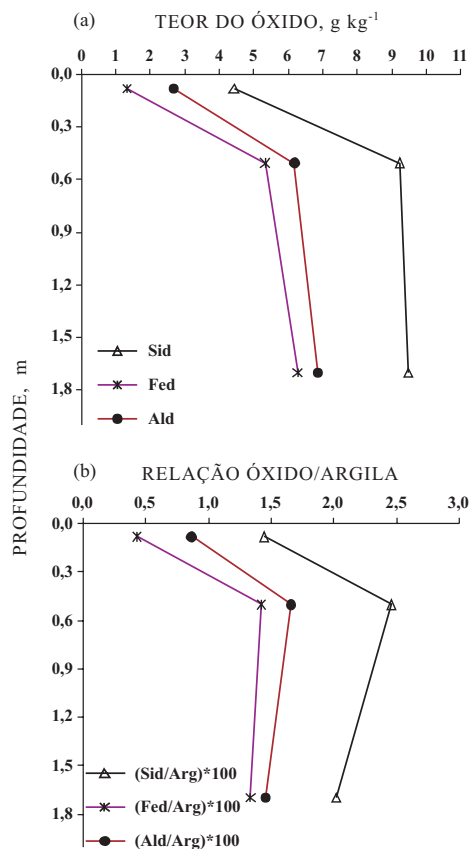 (a) TEOR DO ÓXIDO, g kg⁻¹
0 1 2 3 4 5 6 7 8 9 10 11
0,0
0,3
0,6
0,9
1,2
1,5
1,8
Sid
Fed
Ald
PROFUNDIDADE, m
(b) RELAÇÃO ÓXIDO/ARGILA
0,0 0,5 1,0 1,5 2,0 2,5 3,0
0,0
0,3
0,6
0,9
1,2
1,5
1,8
(Sid/Arg)*100
(Fed/Arg)*100
(Ald/Arg)*100